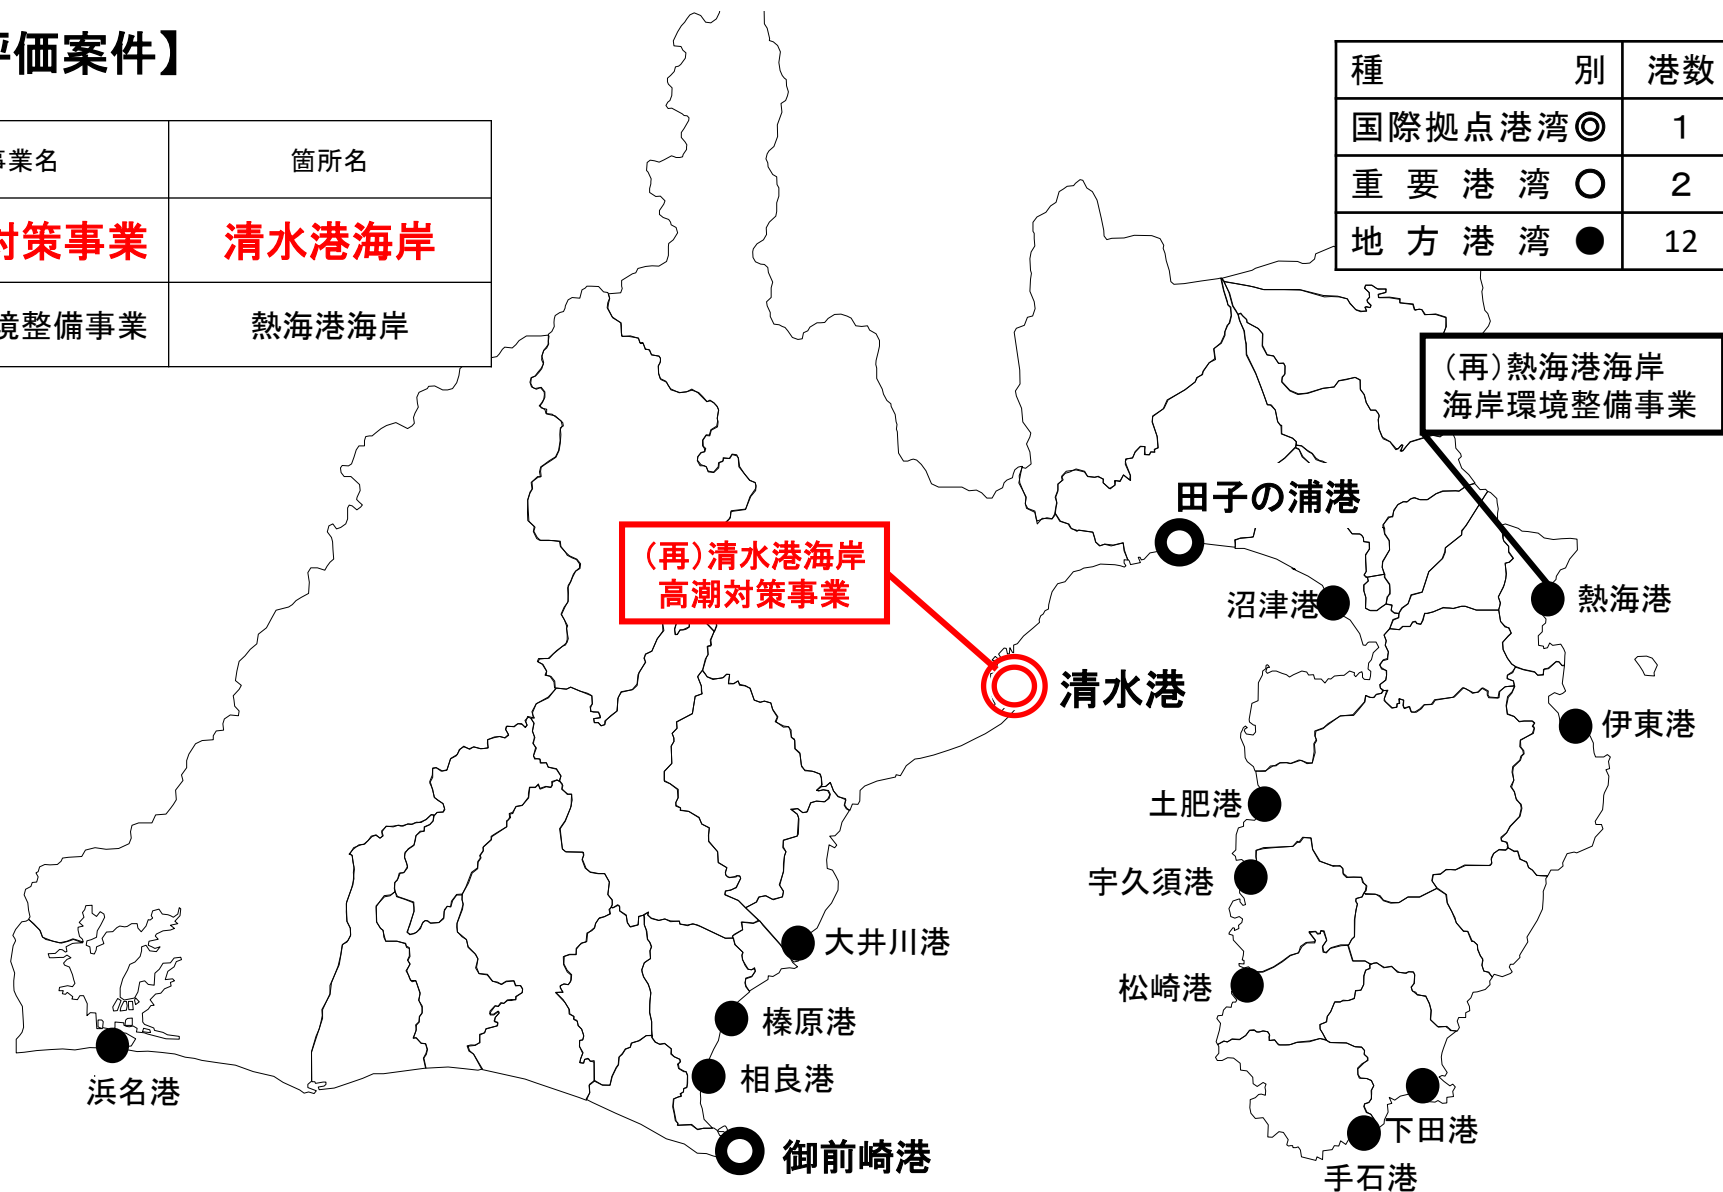 評価案件】
事業名 箇所名
対策事業 清水港海岸
境整備事業 熱海港海岸
種別 港数
国際拠点港湾◎ 1
重要港湾○ 2
地方港湾● 12
(再)熱海港海岸
海岸環境整備事業
田子の浦港
(再)清水港海岸
高潮対策事業
沼津港
熱海港
清水港
伊東港
土肥港
宇久須港
大井川港
松崎港
榛原港
相良港
浜名港
下田港
御前崎港
手石港